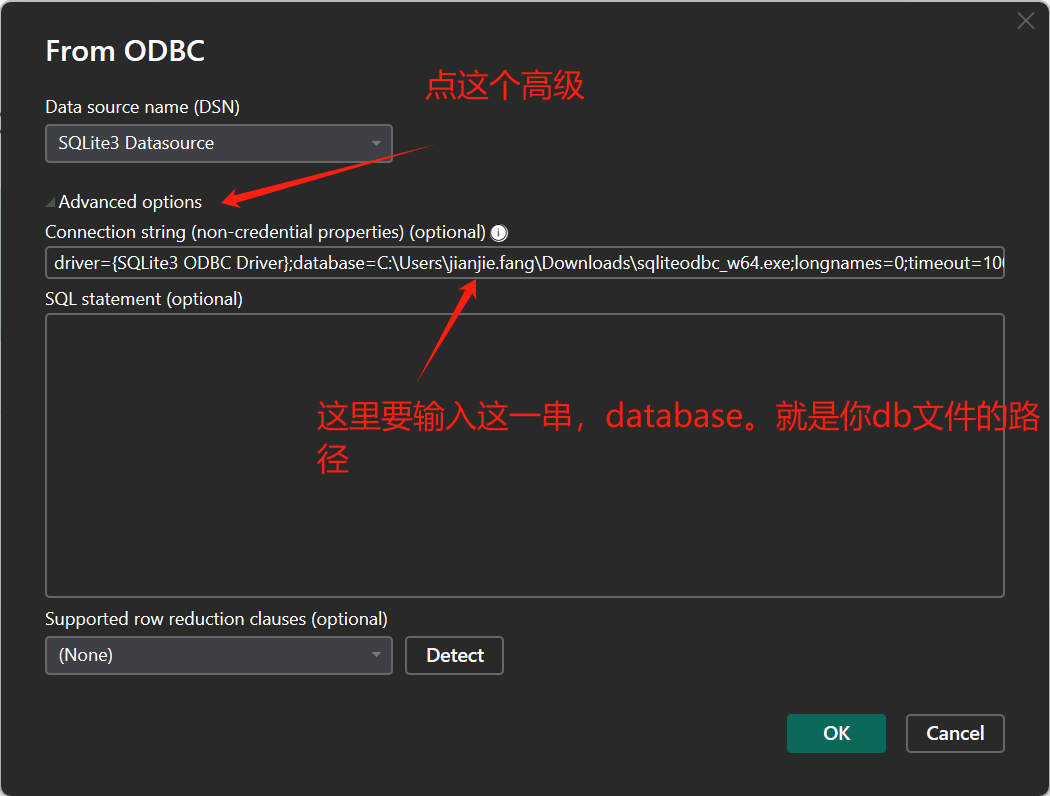 From ODBC
点这个高级
Data source name (DSN)
SQLite3 Datasource
Advanced options
Connection string (non-credential properties) (optional)
driver={SQLite3 ODBC Driver};database=C:\Users\jianjie.fang\Downloads\sqliteodbc_w64.exe;longnames=0;timeout=100
SQL statement (optional)
这里要输入这一串，database。就是你db文件的路
径
Supported row reduction clauses (optional)
(None)
Detect
OK
Cancel